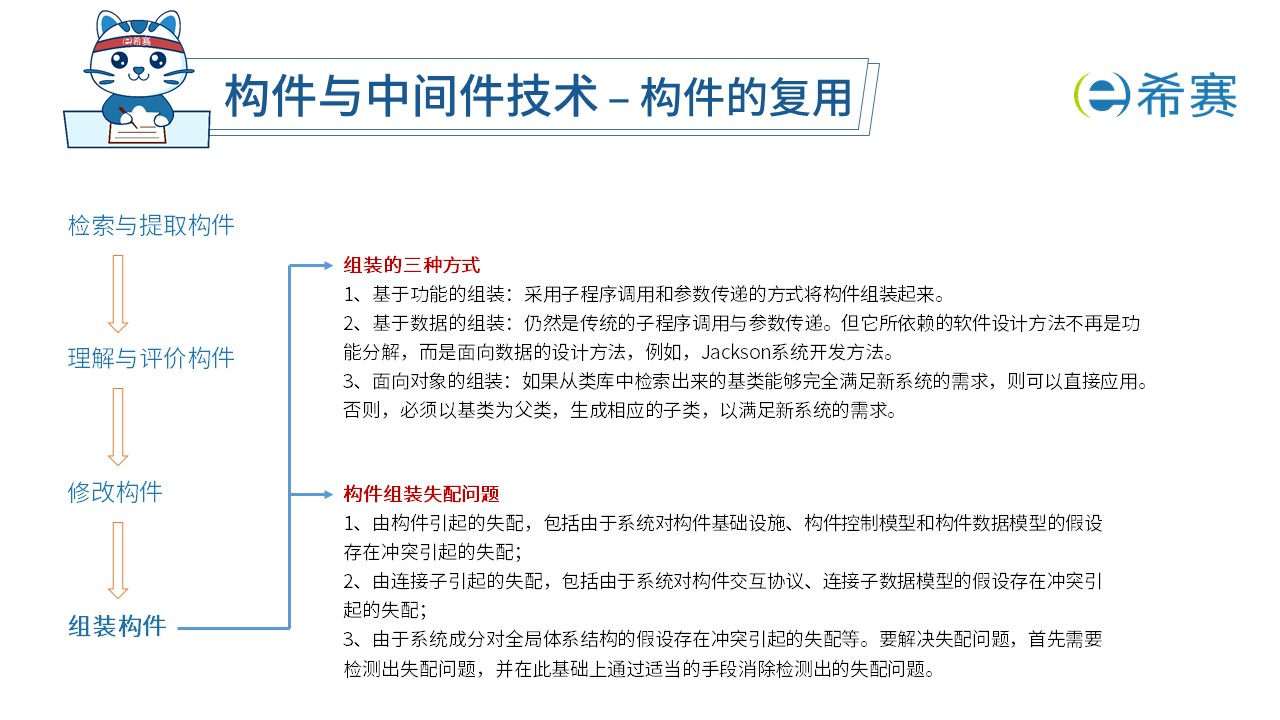 希赛
构件与中间件技术 – 构件的复用
希赛
检索与提取构件
理解与评价构件
修改构件
组装构件
组装的三种方式
1、基于功能的组装：采用子程序调用和参数传递的方式将构件组装起来。
2、基于数据的组装：仍然是传统的子程序调用与参数传递。但它所依赖的软件设计方法不再是功
能分解，而是面向数据的设计方法，例如，Jackson系统开发方法。
3、面向对象的组装：如果从类库中检索出来的基类能够完全满足新系统的需求，则可以直接应用。
否则，必须以基类为父类，生成相应的子类，以满足新系统的需求。
构件组装失配问题
1、由构件引起的失配，包括由于系统对构件基础设施、构件控制模型和构件数据模型的假设
存在冲突引起的失配；
2、由连接子引起的失配，包括由于系统对构件交互协议、连接子数据模型的假设存在冲突引
起的失配；
3、由于系统成分对全局体系结构的假设存在冲突引起的失配等。要解决失配问题，首先需要
检测出失配问题，并在此基础上通过适当的手段消除检测出的失配问题。